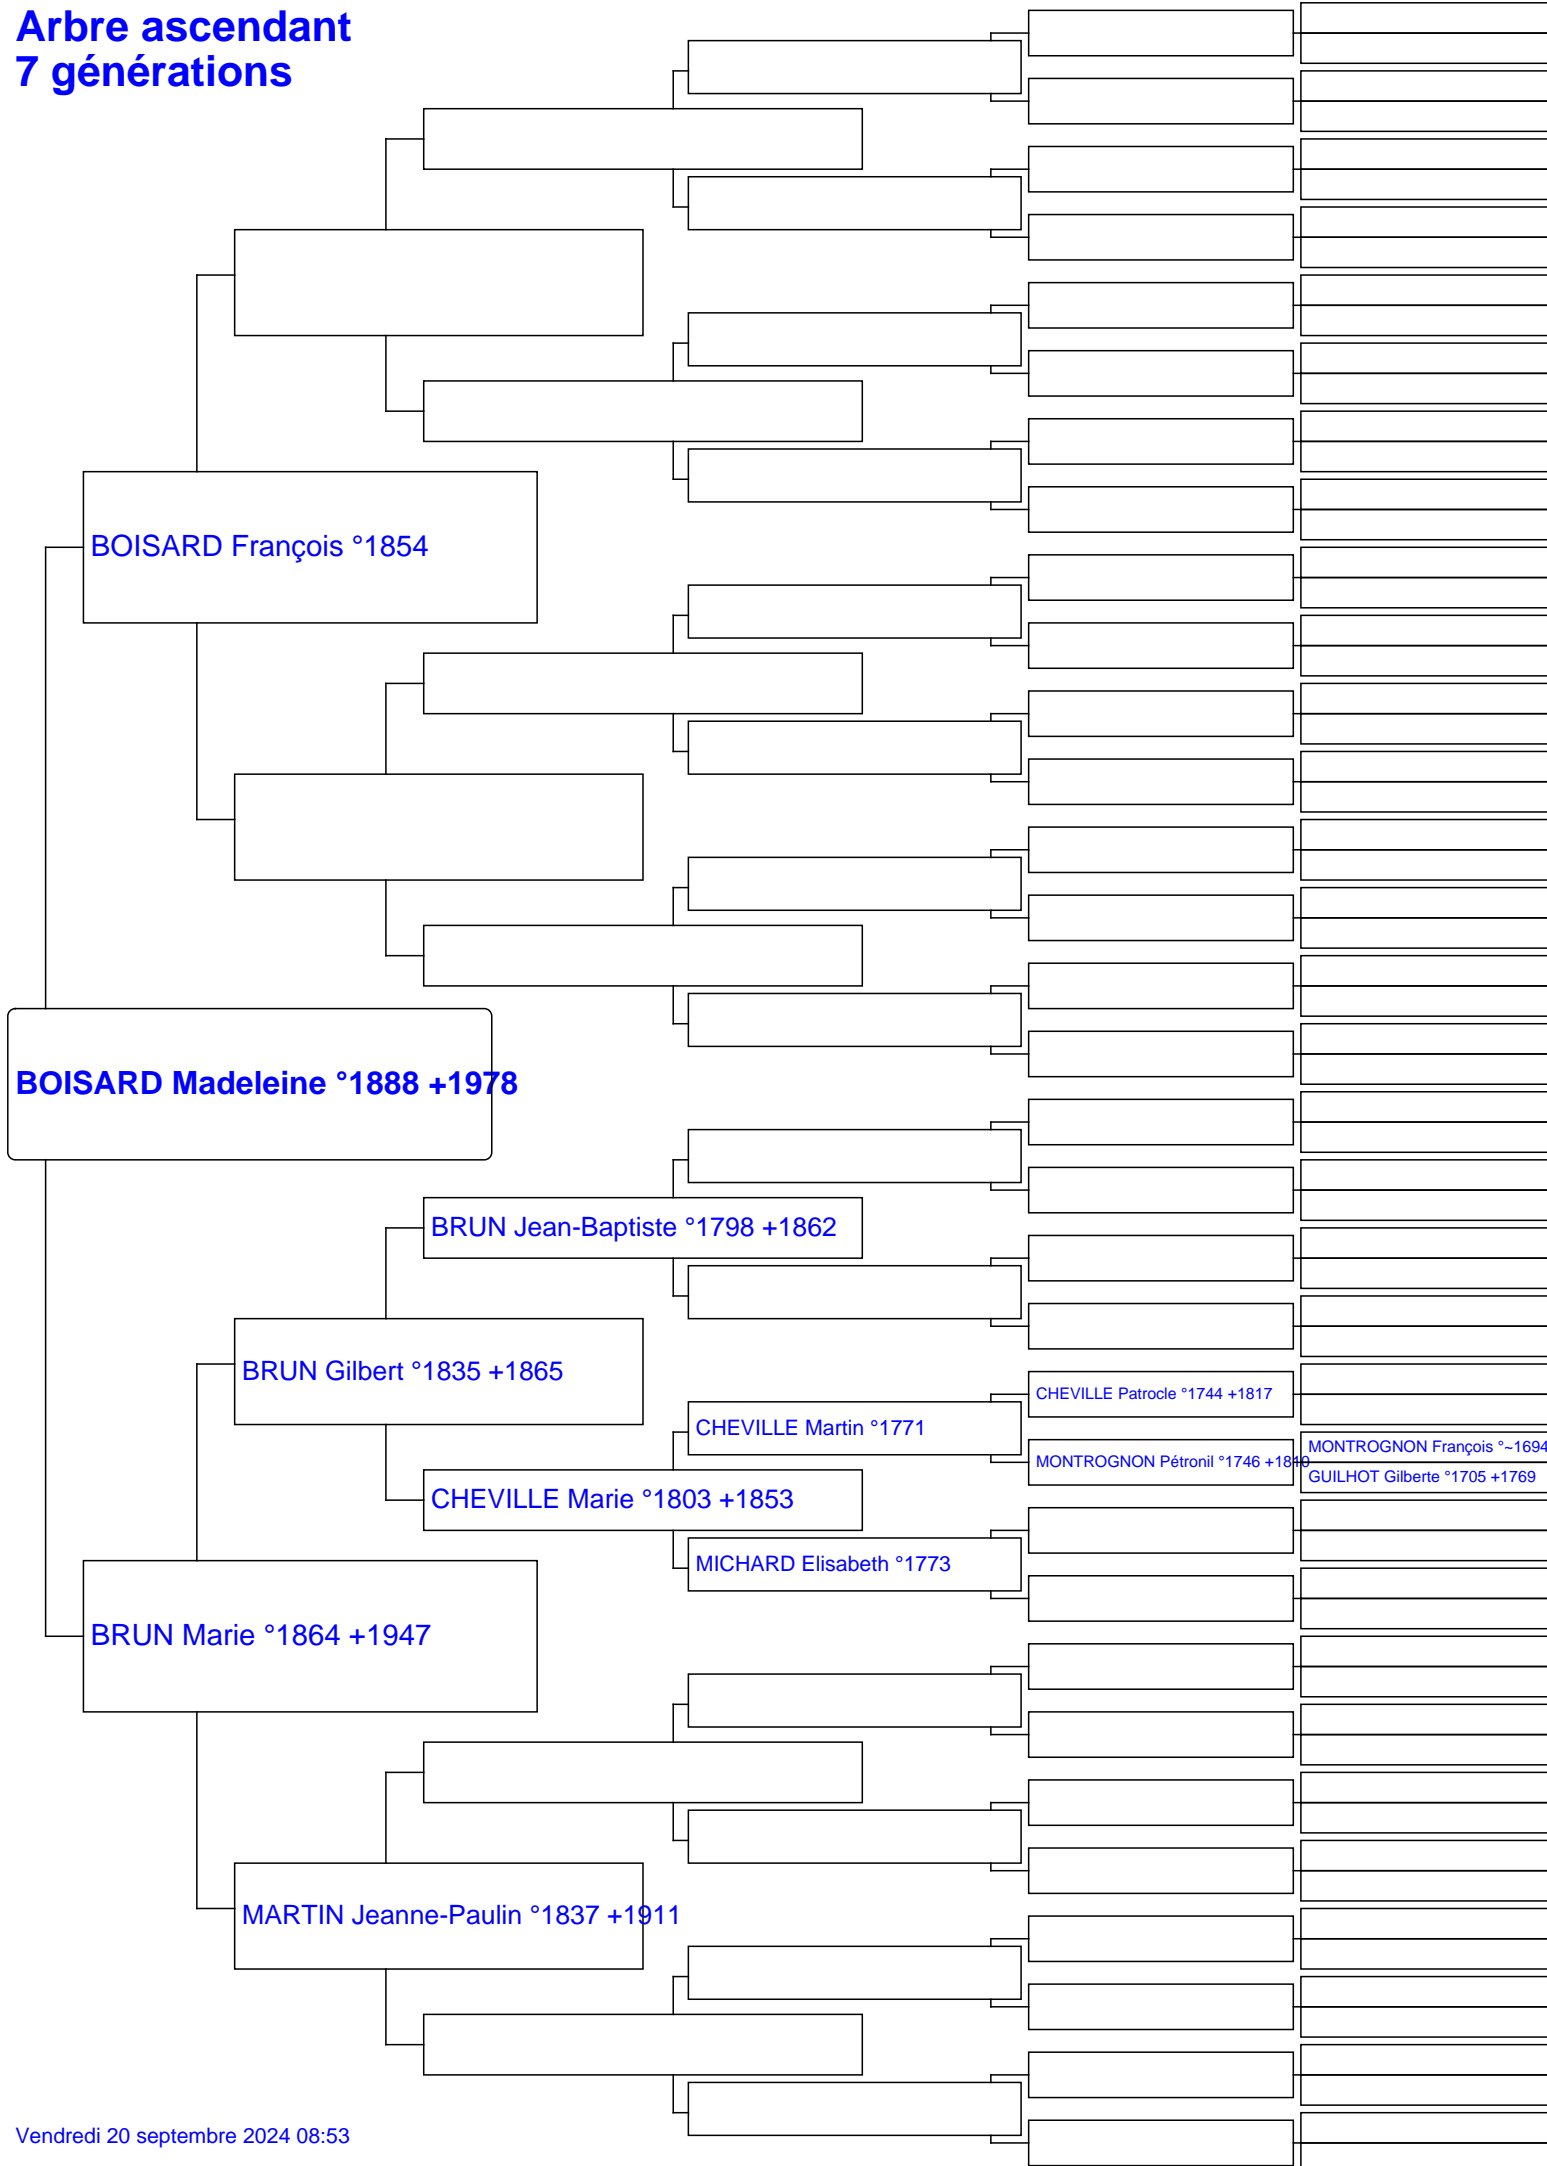 Arbre ascendant
7 générations
BOISARD François °1854
BOISARD Madeleine °1888 +1978
BRUN Jean-Baptiste °1798 +1862
BRUN Gilbert °1835 +1865
CHEVILLE Patrocle °1744 +1817
CHEVILLE Martin °1771
MONTROGNON François °~1694
MONTROGNON Pétronil °1746 +1810
GUILHOT Gilberte °1705 +1769
CHEVILLE Marie °1803 +1853
MICHARD Elisabeth °1773
BRUN Marie °1864 +1947
MARTIN Jeanne-Paulin °1837 +1911
Vendredi 20 septembre 2024 08:53